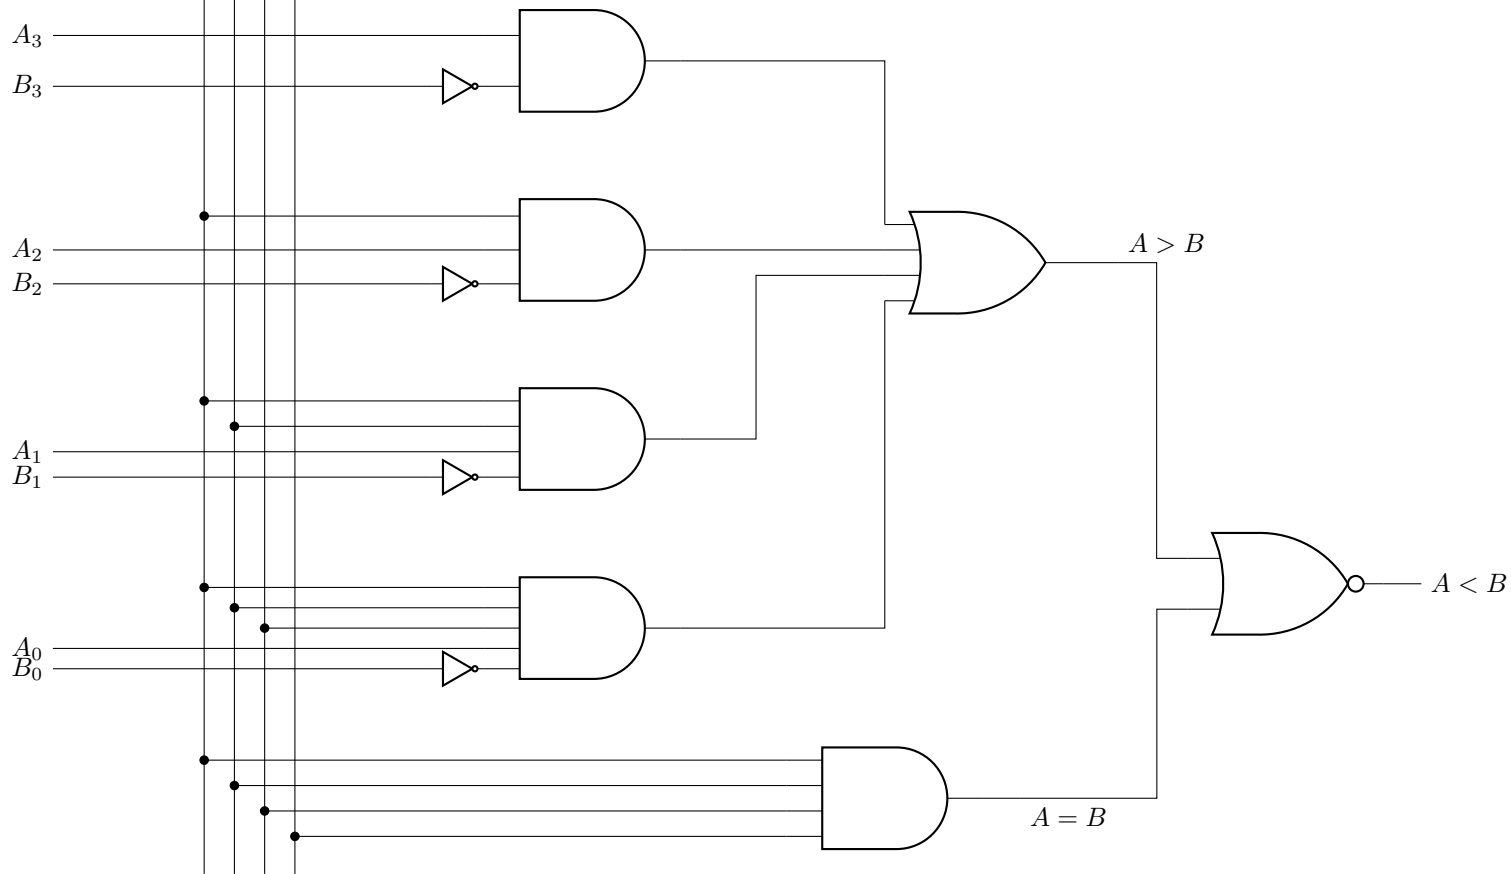 A₃
B₃
A₂
B₂
A > B
A₁
B₁
A < B
A₀
B₀
A = B